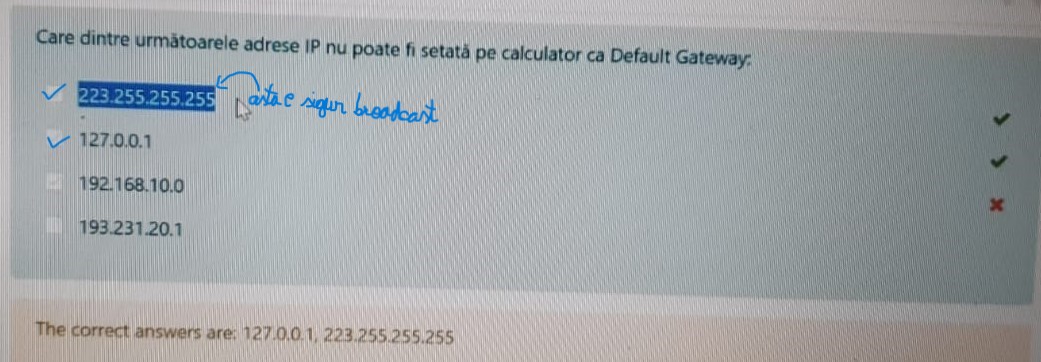 Care dintre următoarele adrese IP nu poate fi setată pe calculator ca Default Gateway:
223.255.255.255 asta e sigur broadcast
127.0.0.1
192.168.10.0
193.231.20.1
The correct answers are: 127.0.0.1, 223.255.255.255